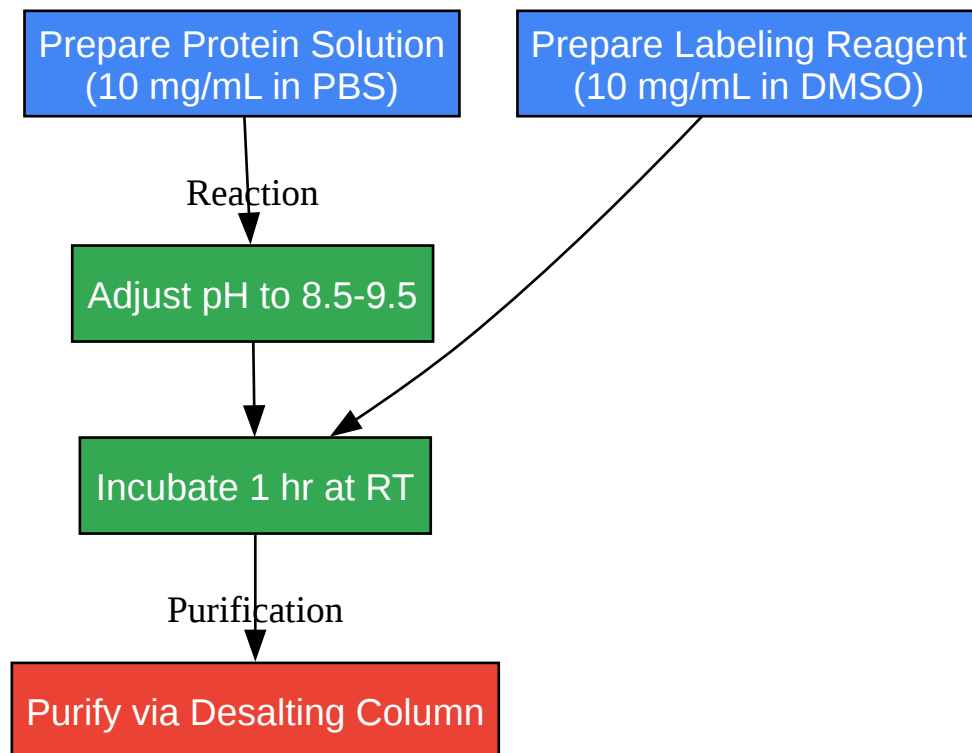 Prepare Protein Solution
(10 mg/mL in PBS)
Prepare Labeling Reagent
(10 mg/mL in DMSO)
Reaction
Adjust pH to 8.5-9.5
Incubate 1 hr at RT
Purification
Purify via Desalting Column